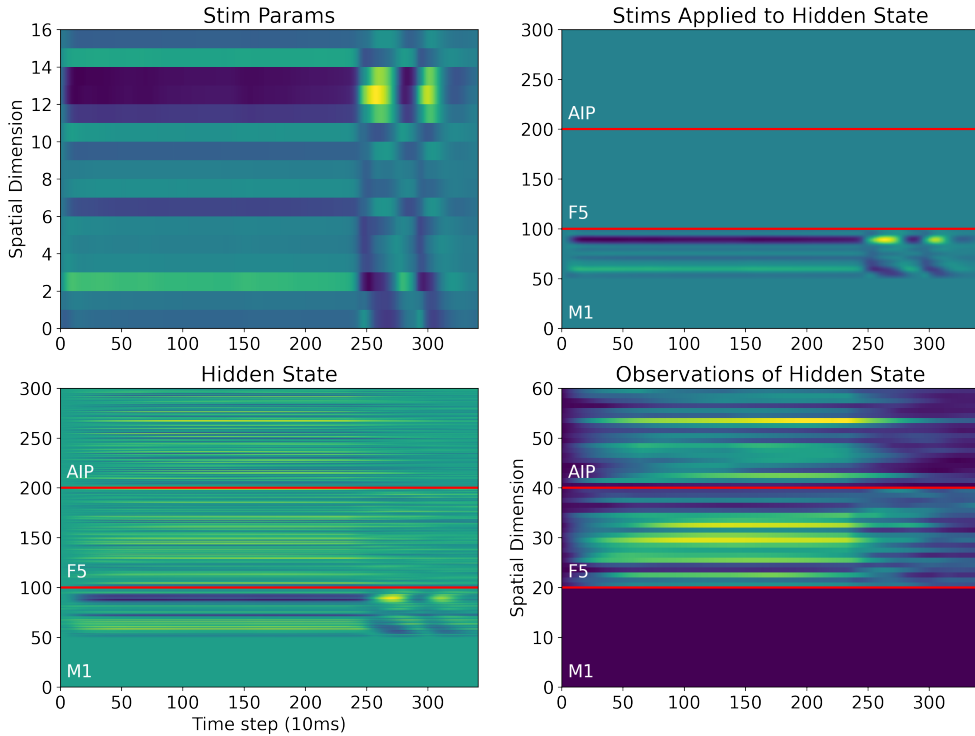 Stim Params
Spatial Dimension
16
14
12
10
8
6
4
2
0
0 50 100 150 200 250 300
Stims Applied to Hidden State
300
250
200
150
100
50
0
AIP
F5
M1
0 50 100 150 200 250 300
Hidden State
300
250
200
150
100
50
0
AIP
F5
M1
0 50 100 150 200 250 300
Time step (10ms)
Observations of Hidden State
Spatial Dimension
60
50
40
30
20
10
0
AIP
F5
M1
0 50 100 150 200 250 300